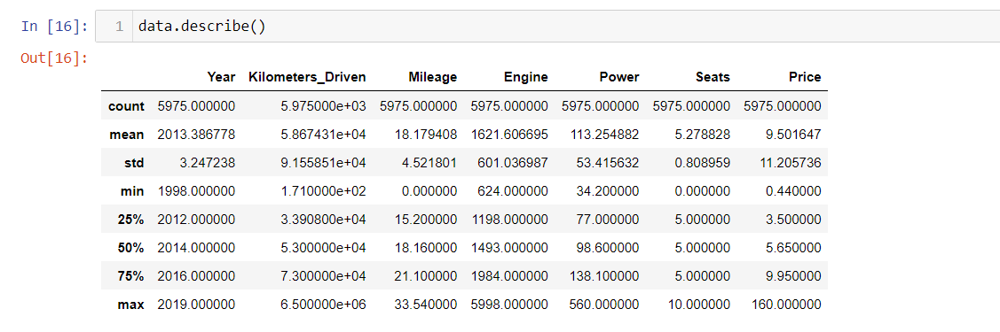 In [16]: 1 data.describe()
Out[16]:
Year Kilometers_Driven Mileage Engine Power Seats Price
count 5975.000000 5.975000e+03 5975.000000 5975.000000 5975.000000 5975.000000 5975.000000
mean 2013.386778 5.867431e+04 18.179408 1621.606695 113.254882 5.278828 9.501647
std 3.247238 9.155851e+04 4.521801 601.036987 53.415632 0.808959 11.205736
min 1998.000000 1.710000e+02 0.000000 624.000000 34.200000 0.000000 0.440000
25% 2012.000000 3.390800e+04 15.200000 1198.000000 77.000000 5.000000 3.500000
50% 2014.000000 5.300000e+04 18.160000 1493.000000 98.600000 5.000000 5.650000
75% 2016.000000 7.300000e+04 21.100000 1984.000000 138.100000 5.000000 9.950000
max 2019.000000 6.500000e+06 33.540000 5998.000000 560.000000 10.000000 160.000000